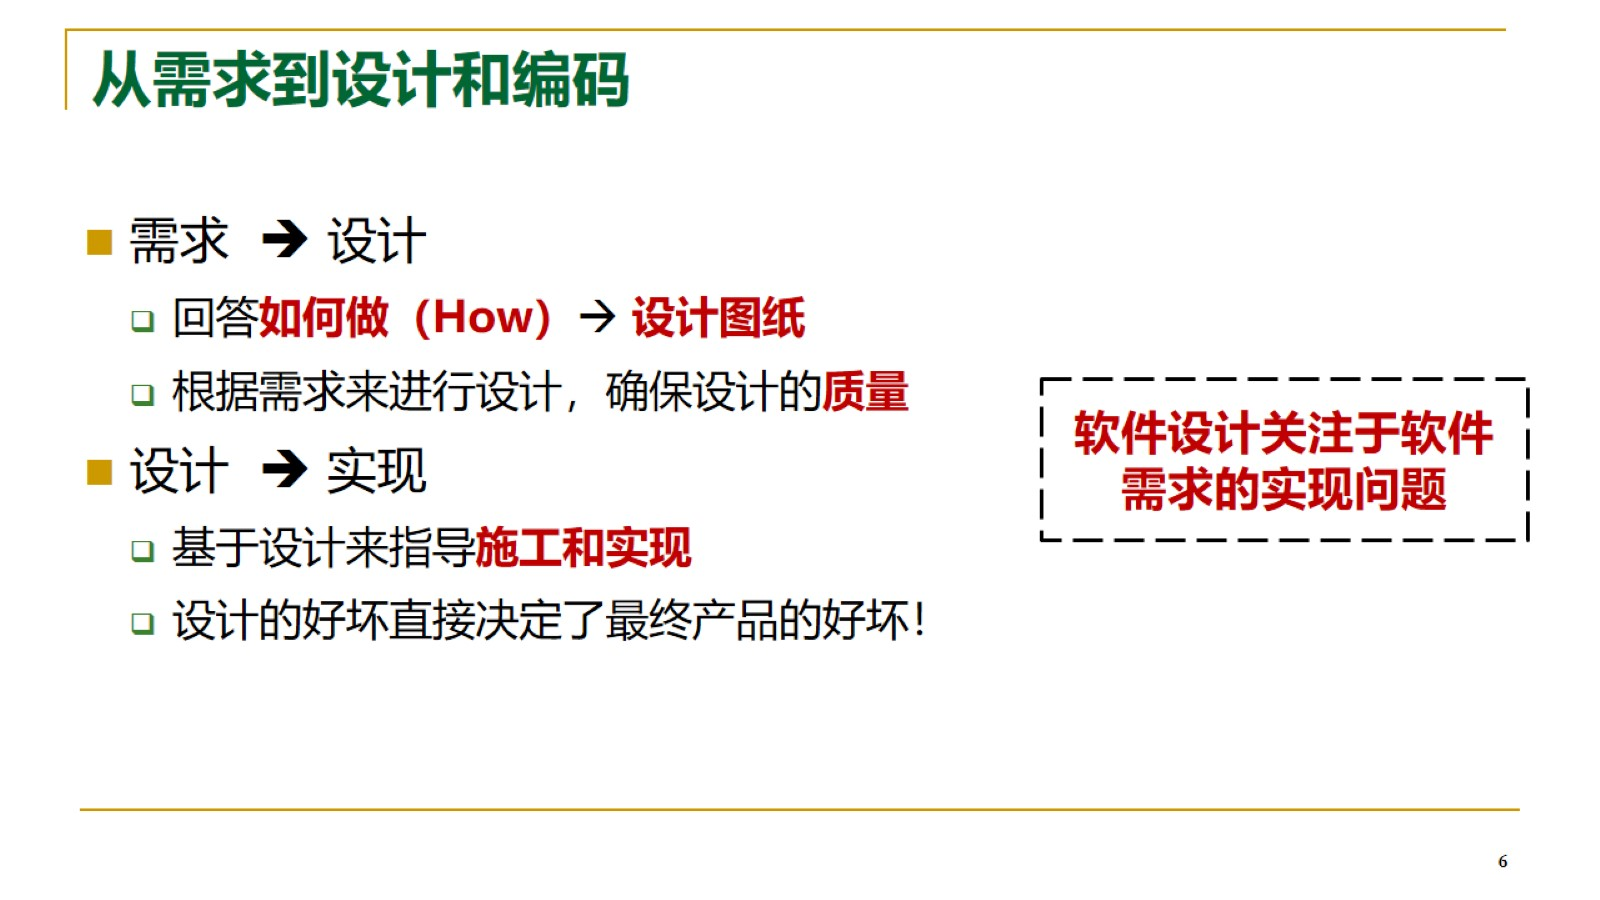 从需求到设计和编码
需求 ➔ 设计
回答如何做（How）→ 设计图纸
根据需求来进行设计，确保设计的质量
设计 ➔ 实现
基于设计来指导施工和实现
设计的好坏直接决定了最终产品的好坏！
软件设计关注于软件
需求的实现问题
6